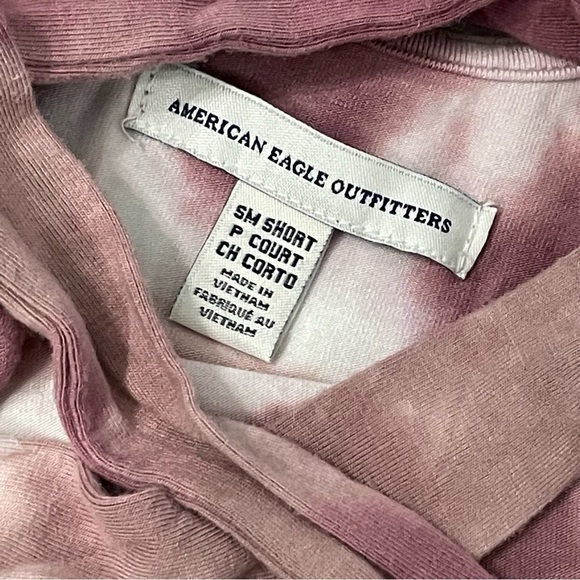 AMERICAN EAGLE OUTFITTERS
SM SHORT
P COURT
CH CORTO
MADE IN
VIETNAM
FABRIQUÉ AU
VIETNAM